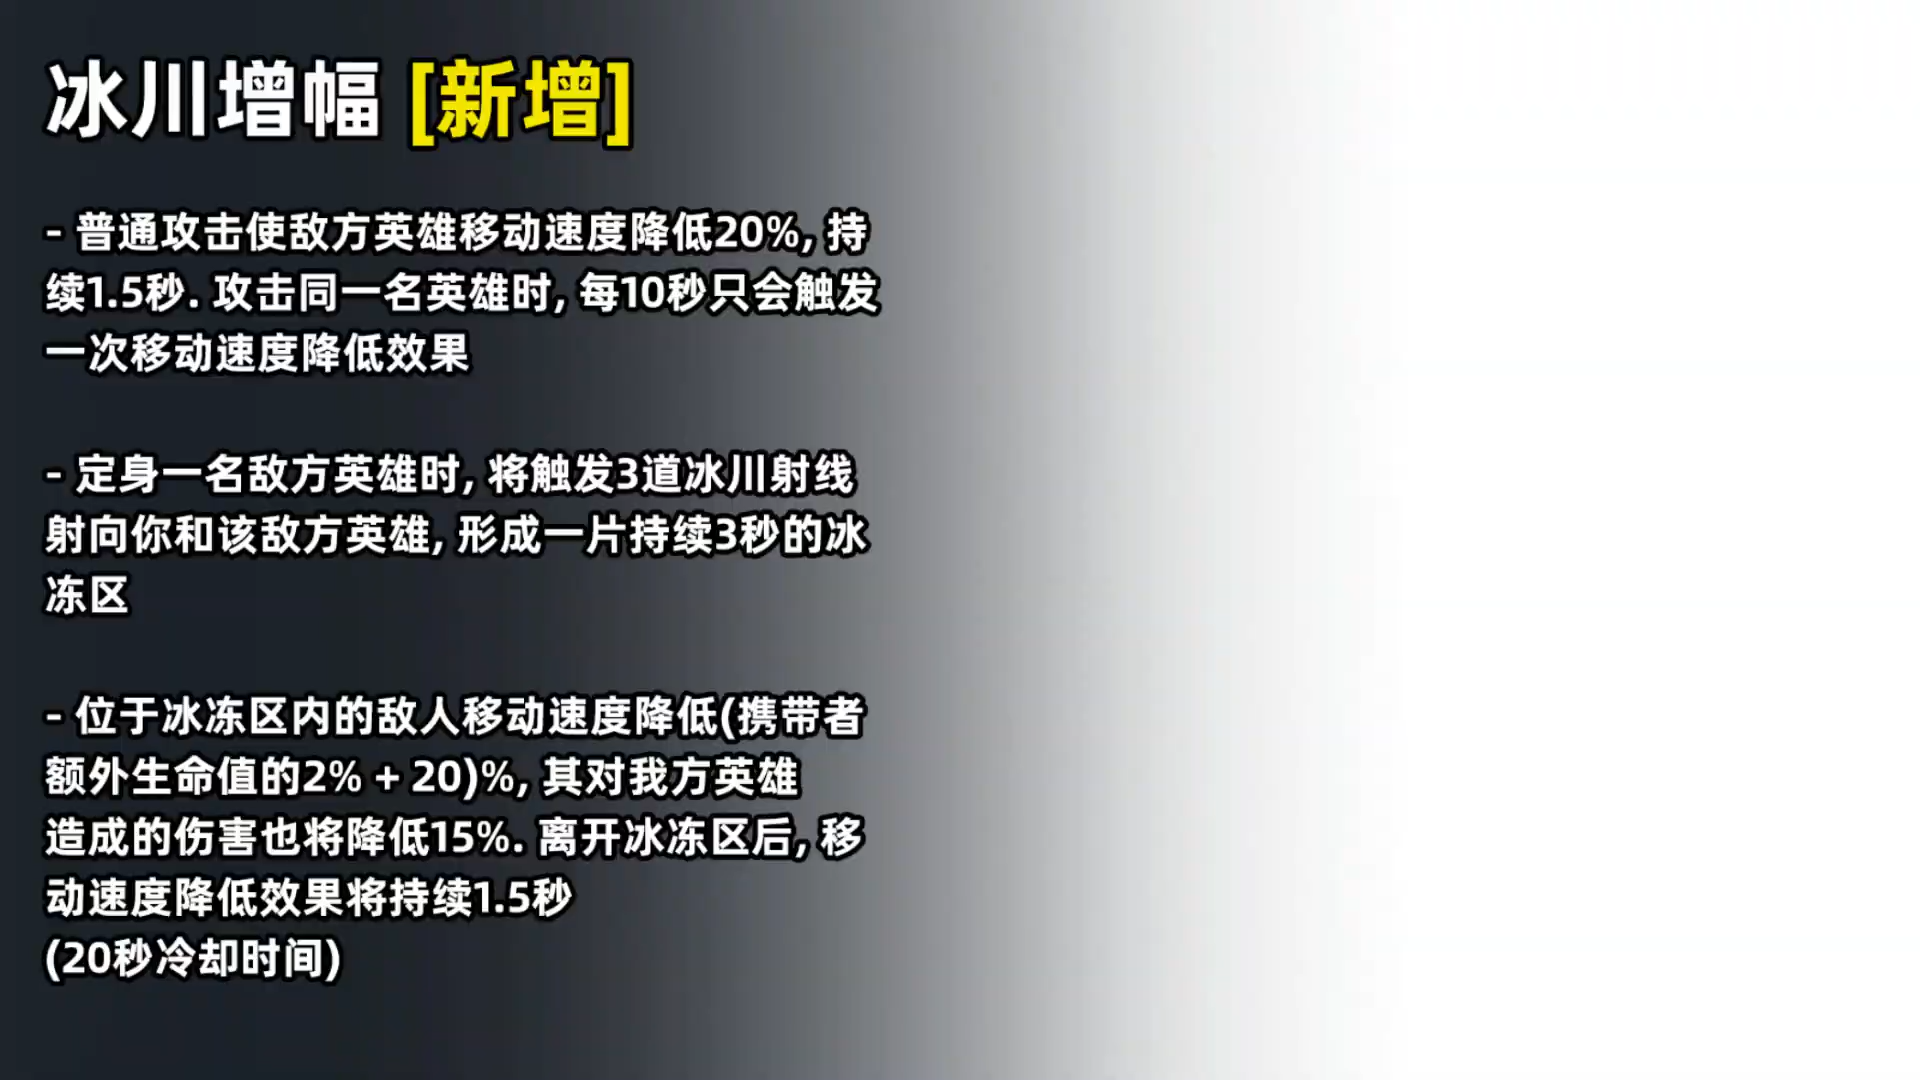 冰川增幅 [新增]
- 普通攻击使敌方英雄移动速度降低20%, 持
续1.5秒. 攻击同一名英雄时, 每10秒只会触发
一次移动速度降低效果
- 定身一名敌方英雄时, 将触发3道冰川射线
射向你和该敌方英雄, 形成一片持续3秒的冰
冻区
- 位于冰冻区内的敌人移动速度降低(携带者
额外生命值的2% + 20)%, 其对我方英雄
造成的伤害也将降低15%. 离开冰冻区后, 移
动速度降低效果将持续1.5秒
(20秒冷却时间)